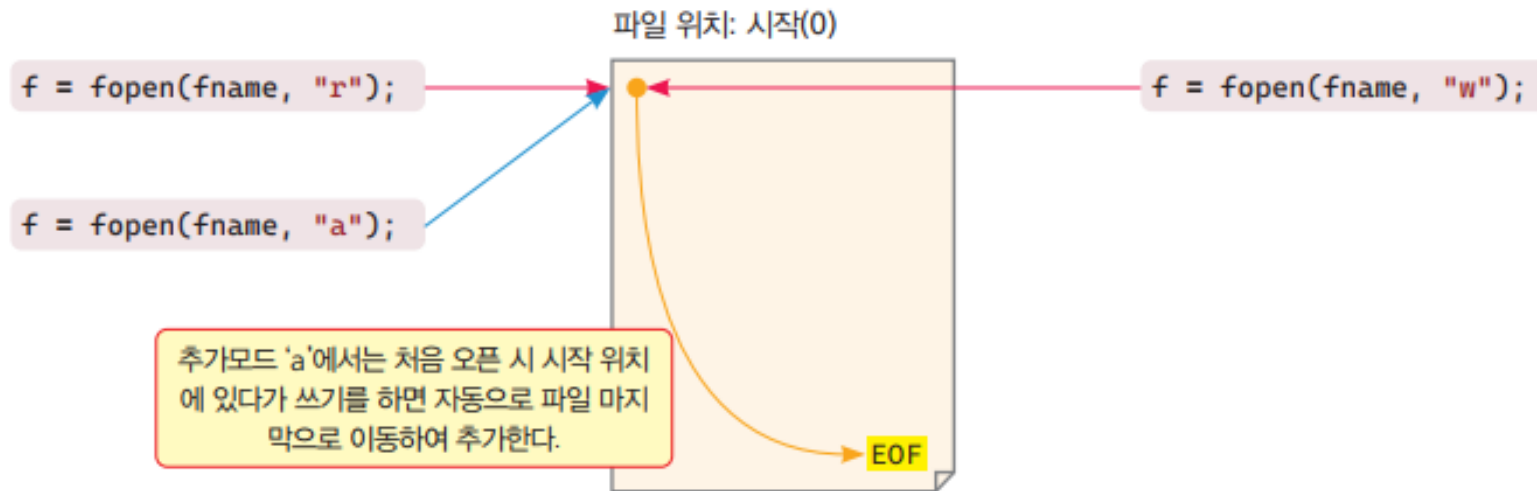 파일 위치: 시작(0)
f = fopen(fname, "r");
f = fopen(fname, "w");
f = fopen(fname, "a");
추가모드 ‘a’에서는 처음 오픈 시 시작 위치
에 있다가 쓰기를 하면 자동으로 파일 마지
막으로 이동하여 추가한다.
EOF